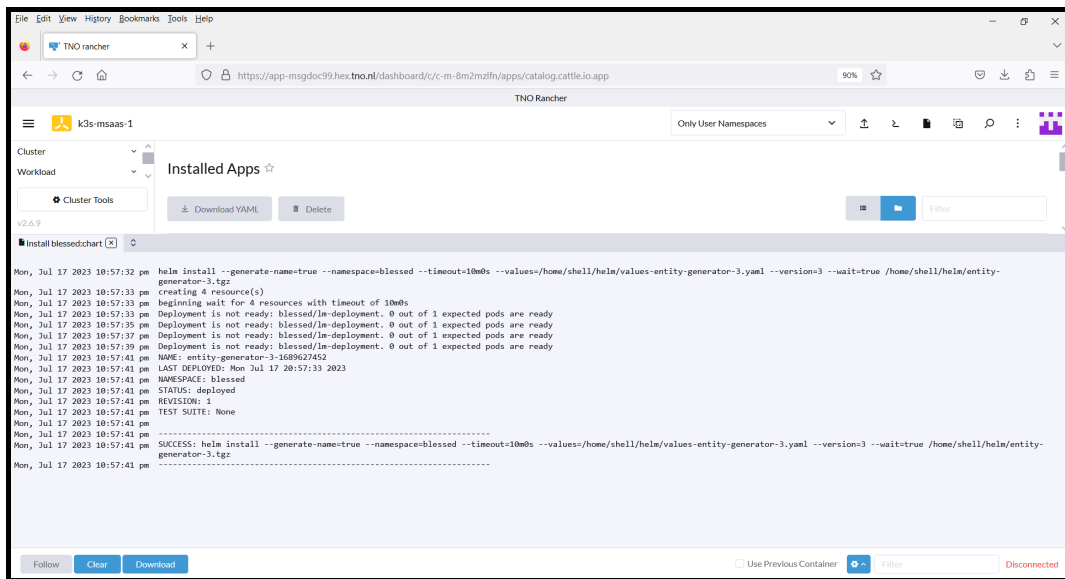 File Edit View History Bookmarks Tools Help
TNO rancher
https://app-msgdoc99.hex.tno.nl/dashboard/c/c-m-8m2mzlfn/apps/catalog.cattle.io.app
90%
TNO Rancher
k3s-msaas-1
Only User Namespaces
Cluster
Workload
Cluster Tools
v2.6.9
Installed Apps
Download YAML Delete
Filter
Install blessed:chart
Mon, Jul 17 2023 10:57:32 pm helm install --generate-name=true --namespace=blessed --timeout=10m0s --values=/home/shell/helm/values-entity-generator-3.yaml --version=3 --wait=true /home/shell/helm/entity-
generator-3.tgz
Mon, Jul 17 2023 10:57:33 pm creating 4 resource(s)
Mon, Jul 17 2023 10:57:33 pm beginning wait for 4 resources with timeout of 10m0s
Mon, Jul 17 2023 10:57:33 pm Deployment is not ready: blessed/lm-deployment. 0 out of 1 expected pods are ready
Mon, Jul 17 2023 10:57:35 pm Deployment is not ready: blessed/lm-deployment. 0 out of 1 expected pods are ready
Mon, Jul 17 2023 10:57:37 pm Deployment is not ready: blessed/lm-deployment. 0 out of 1 expected pods are ready
Mon, Jul 17 2023 10:57:39 pm Deployment is not ready: blessed/lm-deployment. 0 out of 1 expected pods are ready
Mon, Jul 17 2023 10:57:41 pm NAME: entity-generator-3-1689627452
Mon, Jul 17 2023 10:57:41 pm LAST DEPLOYED: Mon Jul 17 20:57:33 2023
Mon, Jul 17 2023 10:57:41 pm NAMESPACE: blessed
Mon, Jul 17 2023 10:57:41 pm STATUS: deployed
Mon, Jul 17 2023 10:57:41 pm REVISION: 1
Mon, Jul 17 2023 10:57:41 pm TEST SUITE: None
Mon, Jul 17 2023 10:57:41 pm
Mon, Jul 17 2023 10:57:41 pm ---------------------------------------------------------------------
Mon, Jul 17 2023 10:57:41 pm SUCCESS: helm install --generate-name=true --namespace=blessed --timeout=10m0s --values=/home/shell/helm/values-entity-generator-3.yaml --version=3 --wait=true /home/shell/helm/entity-
generator-3.tgz
Mon, Jul 17 2023 10:57:41 pm ---------------------------------------------------------------------
Follow Clear Download
Use Previous Container
Filter
Disconnected